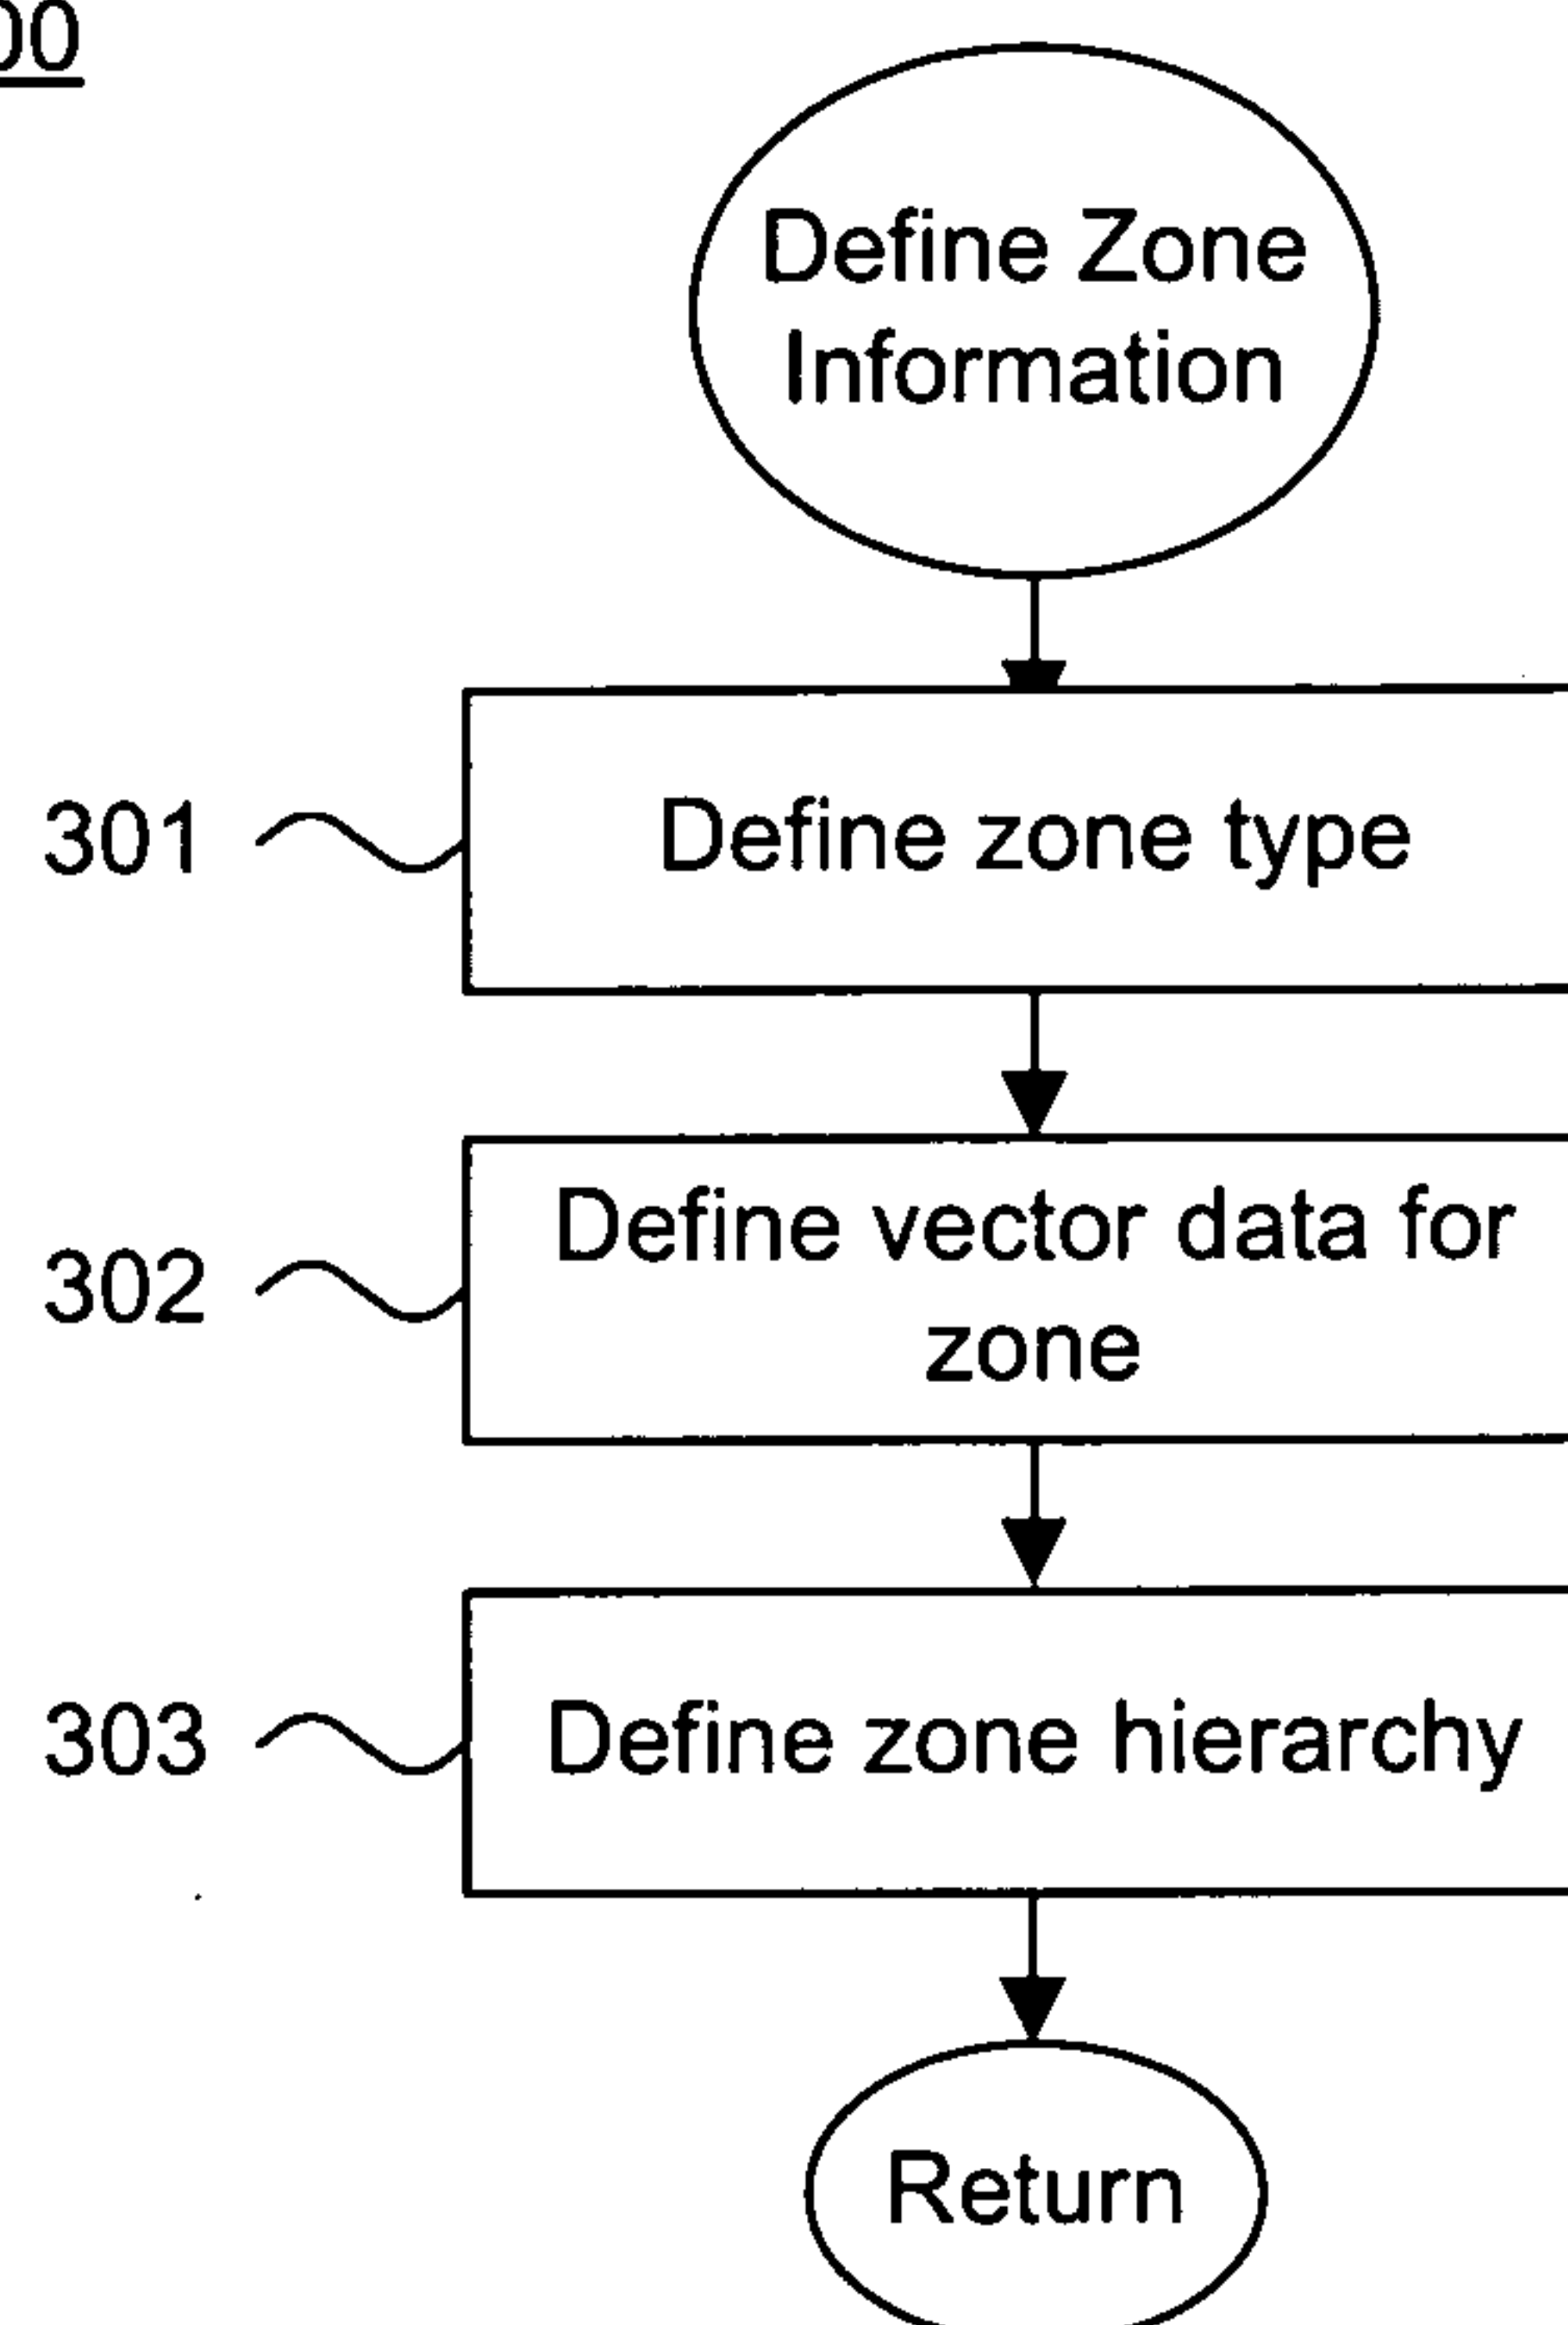 00
Define Zone
Information
301
Define zone type
302
Define vector data for
zone
303
Define zone hierarchy
Return